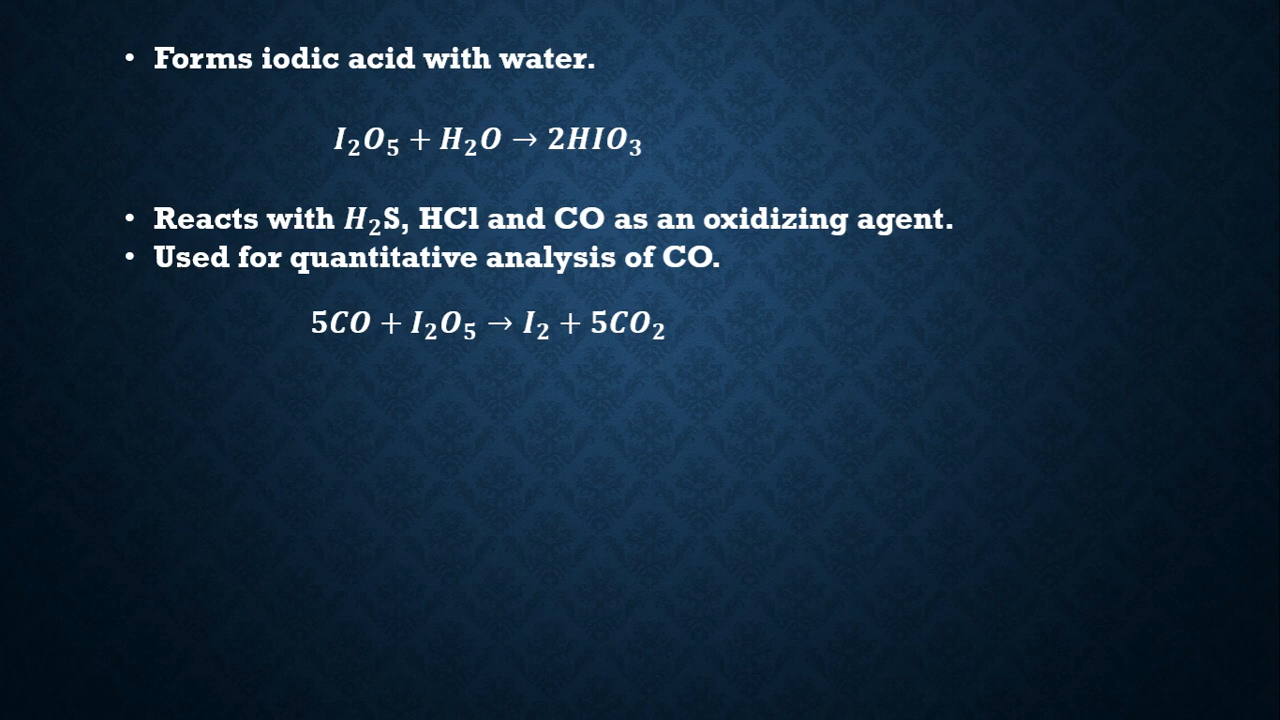 • Forms iodic acid with water.
I₂O₅ + H₂O → 2HIO₃
• Reacts with H₂S, HCl and CO as an oxidizing agent.
• Used for quantitative analysis of CO.
5CO + I₂O₅ → I₂ + 5CO₂